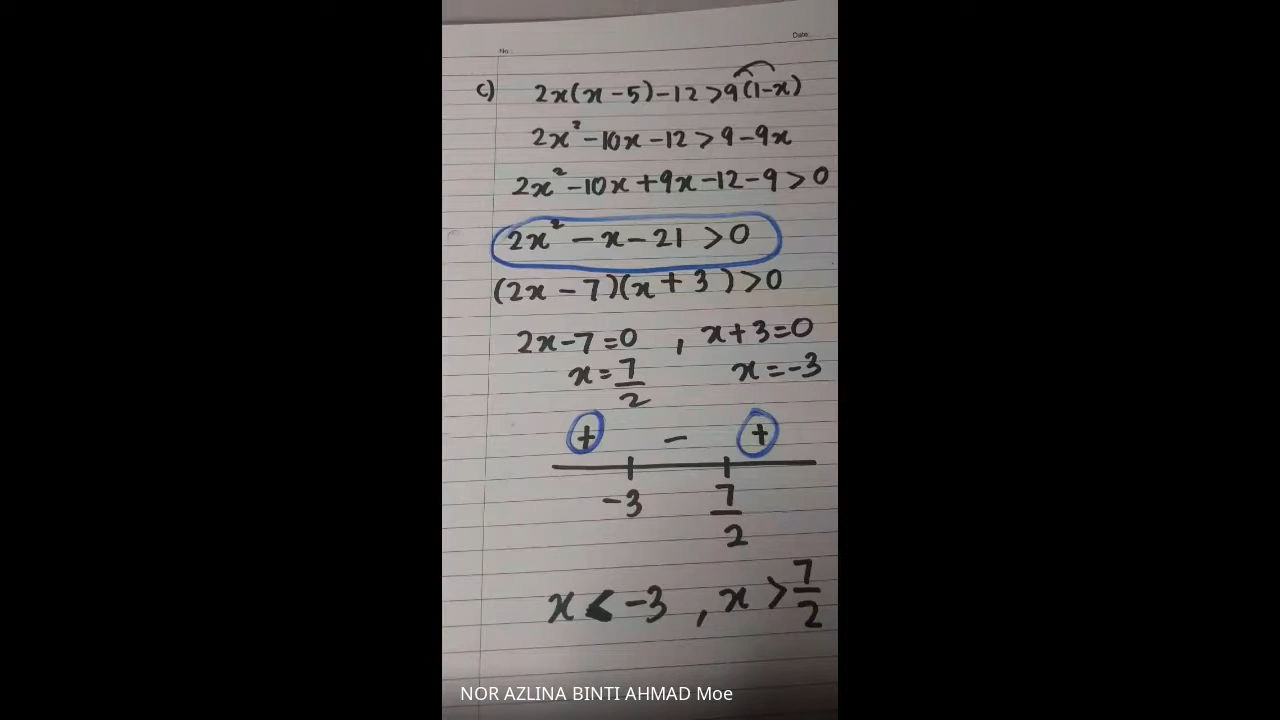 No:
Date:
c) 2x(x-5)-12>9(1-x)
2x²-10x-12>9-9x
2x²-10x+9x-12-9>0
2x²-x-21>0
(2x-7)(x+3)>0
2x-7=0 , x+3=0
x=7/2 x=-3
+ - +
-3 7/2
x<-3 , x>7/2
NOR AZLINA BINTI AHMAD Moe